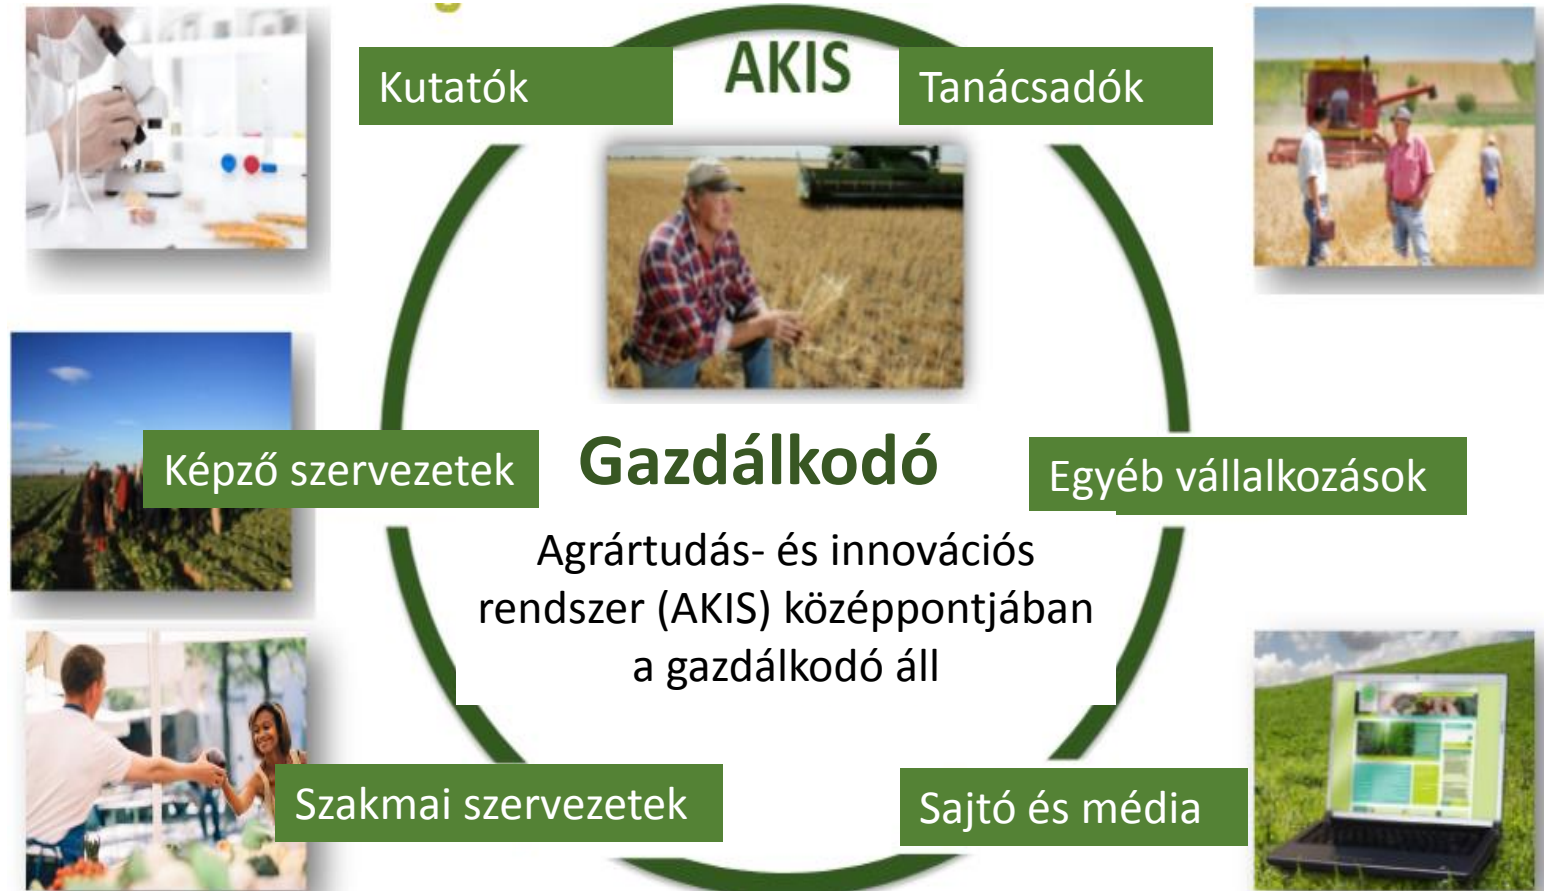 AKIS
Kutatók
Tanácsadók
Képző szervezetek
Gazdálkodó
Egyéb vállalkozások
Agrártudás- és innovációs
rendszer (AKIS) középpontjában
a gazdálkodó áll
Szakmai szervezetek
Sajtó és média